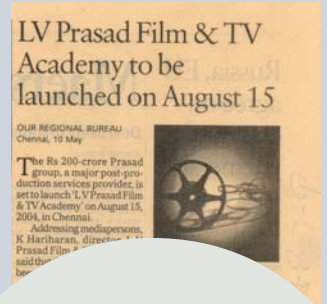 LV Prasad Film & TV
Academy to be
launched on August 15
OUR REGIONAL BUREAU
Chennai, 10 May
The Rs 200-crore Prasad
group, a major post-pro-
duction services provider, is
set to launch 'L V Prasad Film
& TV Academy' on August 15,
2004, in Chennai.
Addressing mediapersons,
K Hariharan, director
Prasad Film &
said that